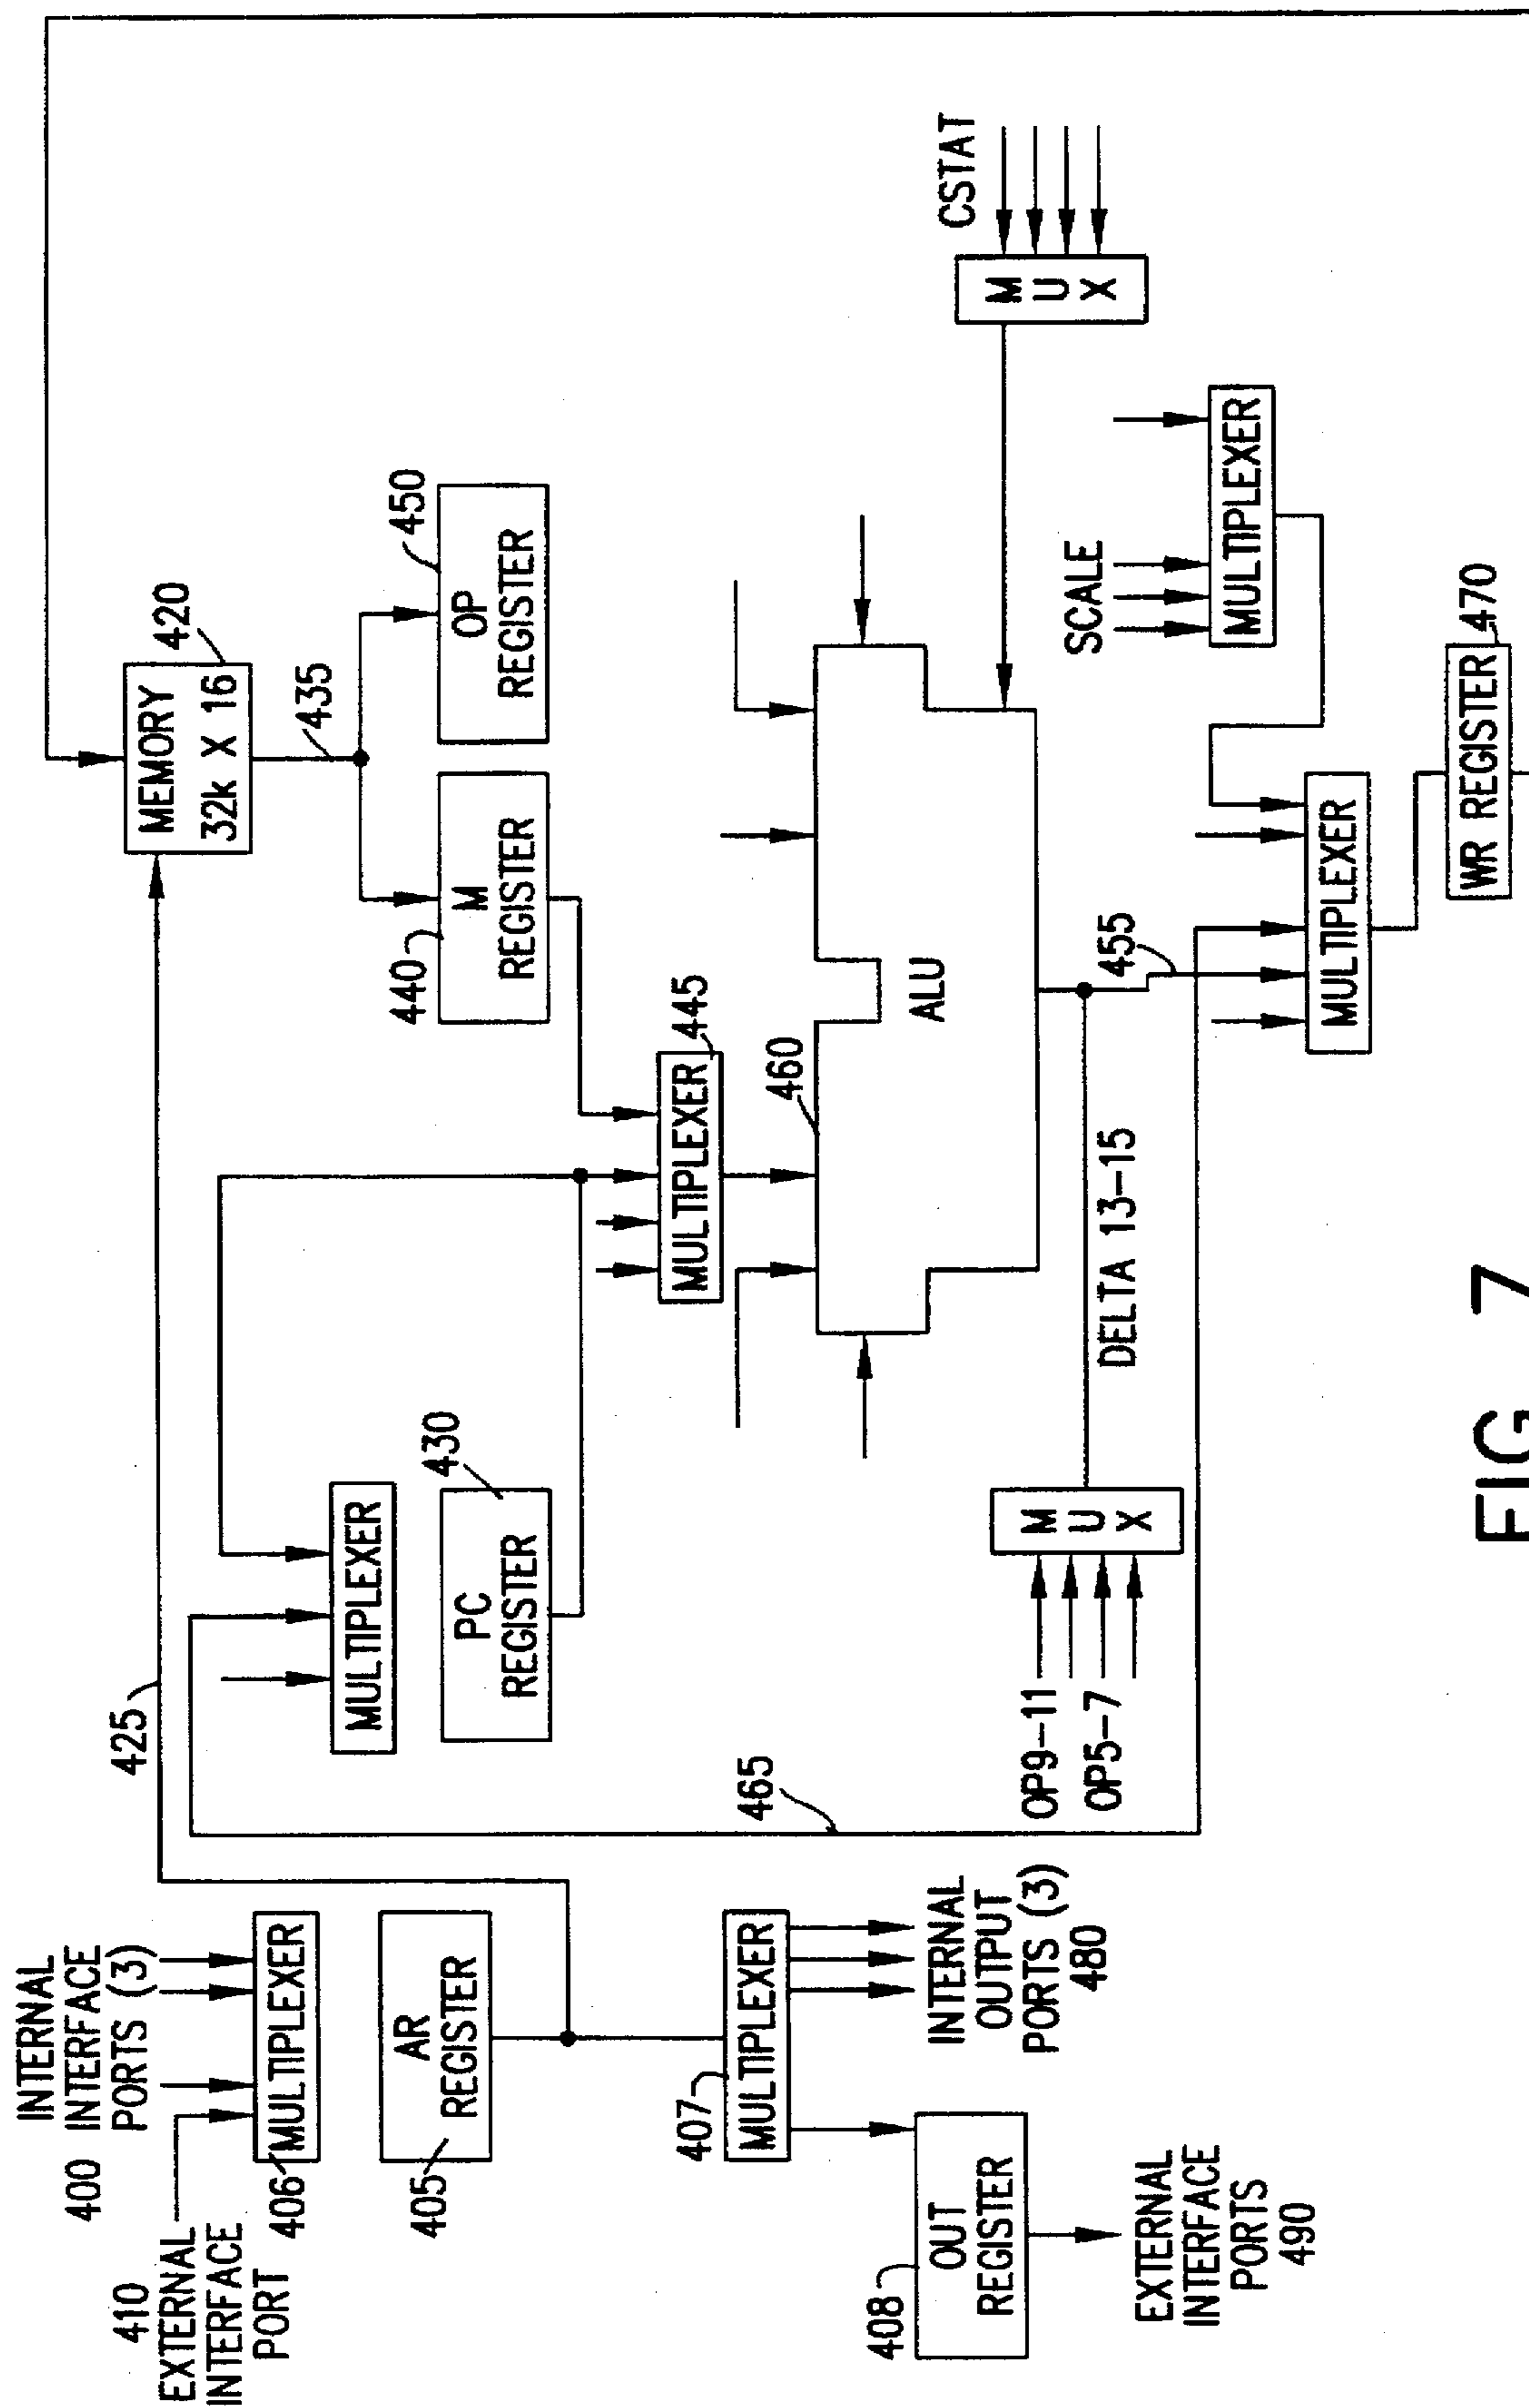 INTERNAL
400 INTERFACE
PORTS (3)
410
EXTERNAL
INTERFACE
PORT
406
MULTIPLEXER
405
AR
REGISTER
407
MULTIPLEXER
408
OUT
REGISTER
INTERNAL
OUTPUT
PORTS (3)
480
EXTERNAL
INTERFACE
PORTS
490
425
MULTIPLEXER
430
PC
REGISTER
465
MEMORY
32k X 16
420
435
440
M
REGISTER
450
OP
REGISTER
445
MULTIPLEXER
460
ALU
CSTAT
MUX
OP9-11
OP5-7
MUX
DELTA 13-15
455
SCALE
MULTIPLEXER
MULTIPLEXER
WR REGISTER
470
FIG. 7